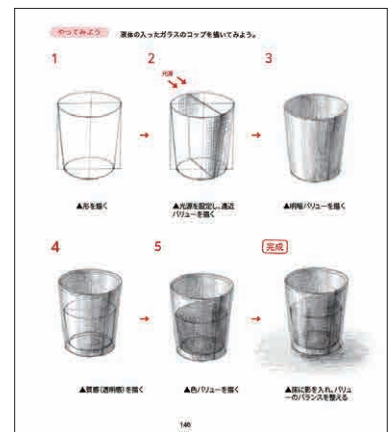 やってみよう 液体の入ったガラスのコップを描いてみよう。
1
2
3
光源
▲形を描く
▲光源を設定し、遠近
バリューを描く
▲明暗バリューを描く
4
5
完成
▲質感（透明感）を描く
▲色バリューを描く
▲床に影を入れ、バリュ
ーのバランスを整える
140